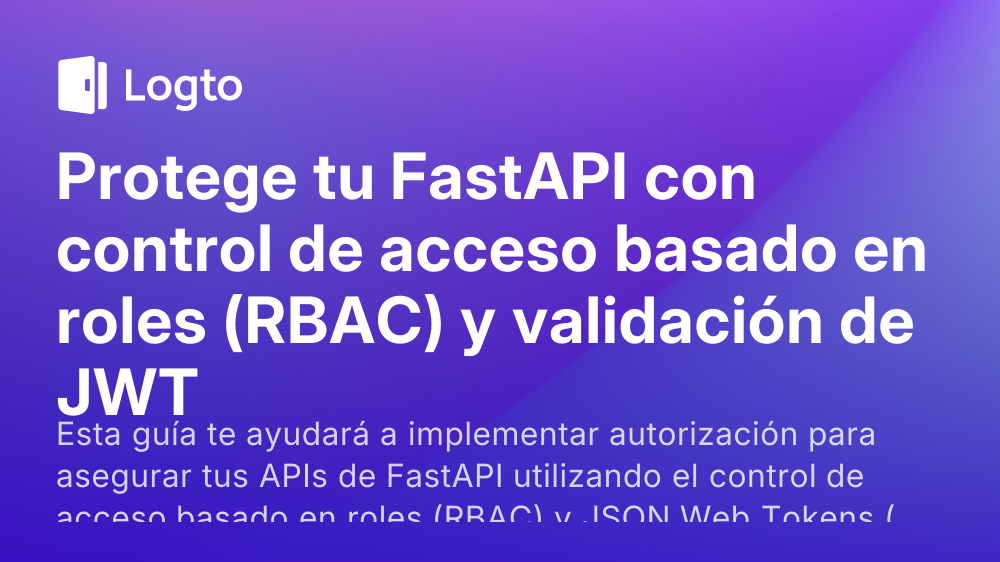 Logto
Protege tu FastAPI con
control de acceso basado en
roles (RBAC) y validación de
JWT
Esta guía te ayudará a implementar autorización para
asegurar tus APIs de FastAPI utilizando el control de
acceso basado en roles (RBAC) y JSON Web Tokens (